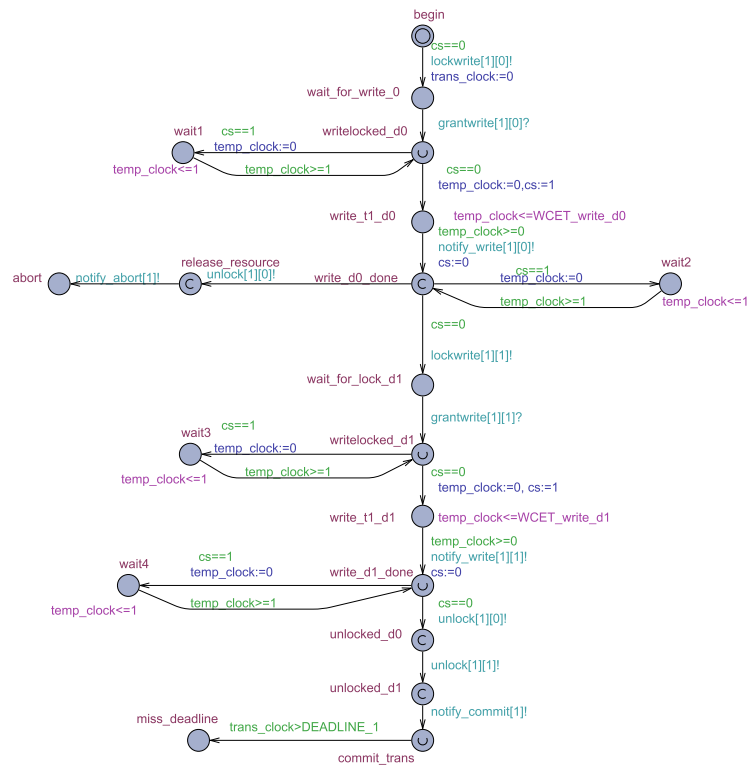 begin
cs==0
lockwrite[1][0]!
trans_clock:=0
wait_for_write_0
grantwrite[1][0]?
wait1
cs==1
writelocked_d0
temp_clock:=0
temp_clock<=1
temp_clock>=1
cs==0
temp_clock:=0,cs:=1
write_t1_d0
temp_clock<=WCET_write_d0
temp_clock>=0
notify_write[1][0]!
cs:=0
release_resource
wait2
abort
notify_abort[1]!
unlock[1][0]!
write_d0_done
cs==1
temp_clock:=0
temp_clock>=1
temp_clock<=1
cs==0
lockwrite[1][1]!
wait_for_lock_d1
grantwrite[1][1]?
wait3
cs==1
writelocked_d1
temp_clock:=0
temp_clock>=1
temp_clock<=1
cs==0
temp_clock:=0, cs:=1
write_t1_d1
temp_clock<=WCET_write_d1
temp_clock>=0
notify_write[1][1]!
cs:=0
wait4
cs==1
temp_clock:=0
write_d1_done
temp_clock<=1
temp_clock>=1
cs==0
unlock[1][0]!
unlocked_d0
unlock[1][1]!
unlocked_d1
notify_commit[1]!
miss_deadline
trans_clock>DEADLINE_1
commit_trans